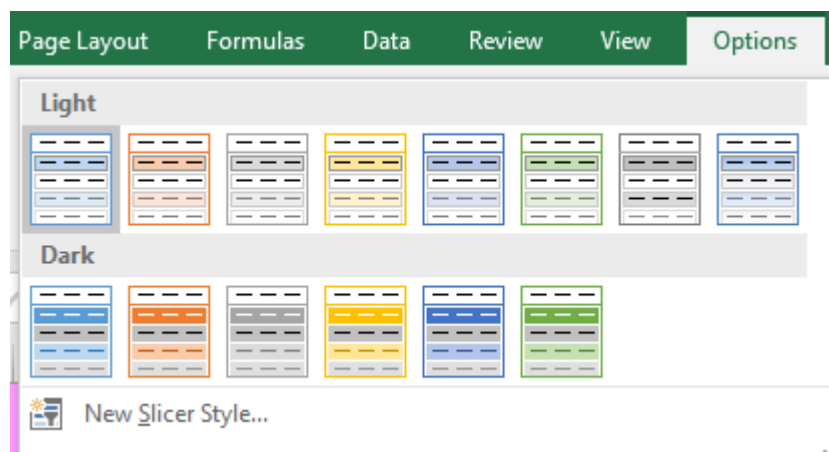 Page Layout Formulas Data Review View Options
Light
Dark
New Slicer Style...